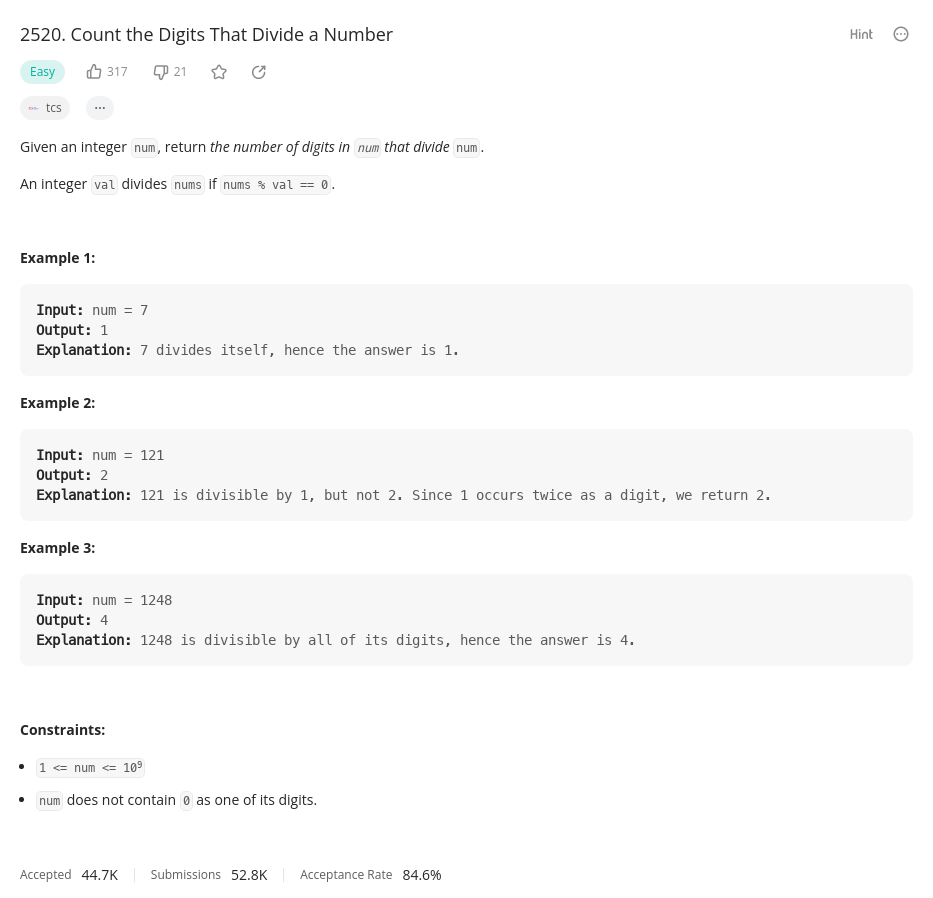 2520. Count the Digits That Divide a Number
Hint
Easy 317 21
tcs ...
Given an integer num, return the number of digits in num that divide num.
An integer val divides nums if nums % val == 0.
Example 1:
Input: num = 7
Output: 1
Explanation: 7 divides itself, hence the answer is 1.
Example 2:
Input: num = 121
Output: 2
Explanation: 121 is divisible by 1, but not 2. Since 1 occurs twice as a digit, we return 2.
Example 3:
Input: num = 1248
Output: 4
Explanation: 1248 is divisible by all of its digits, hence the answer is 4.
Constraints:
• 1 <= num <= 10⁹
• num does not contain 0 as one of its digits.
Accepted 44.7K Submissions 52.8K Acceptance Rate 84.6%